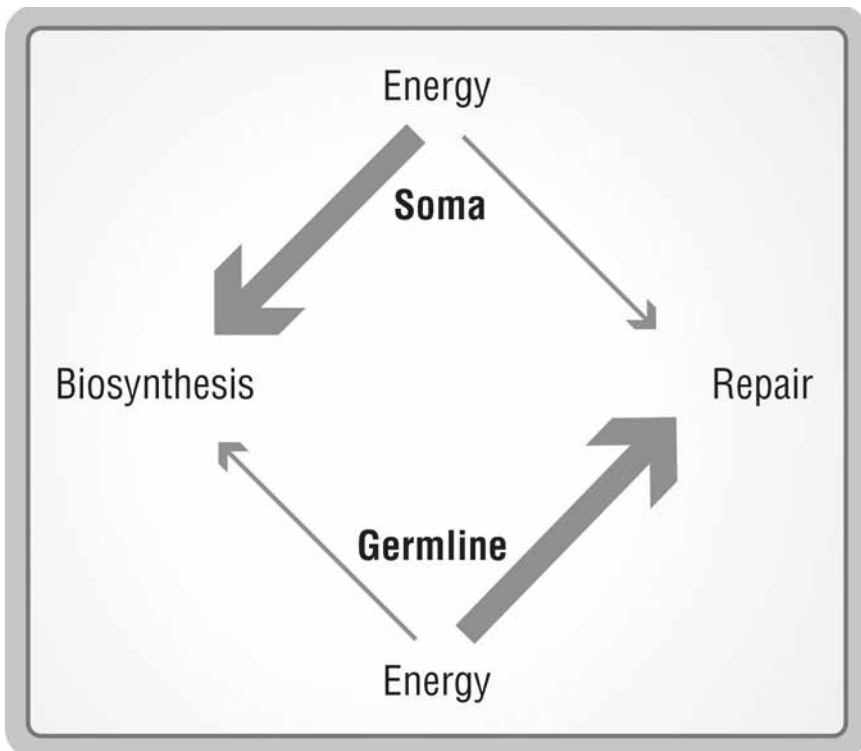 Energy
Soma
Biosynthesis
Repair
Germline
Energy